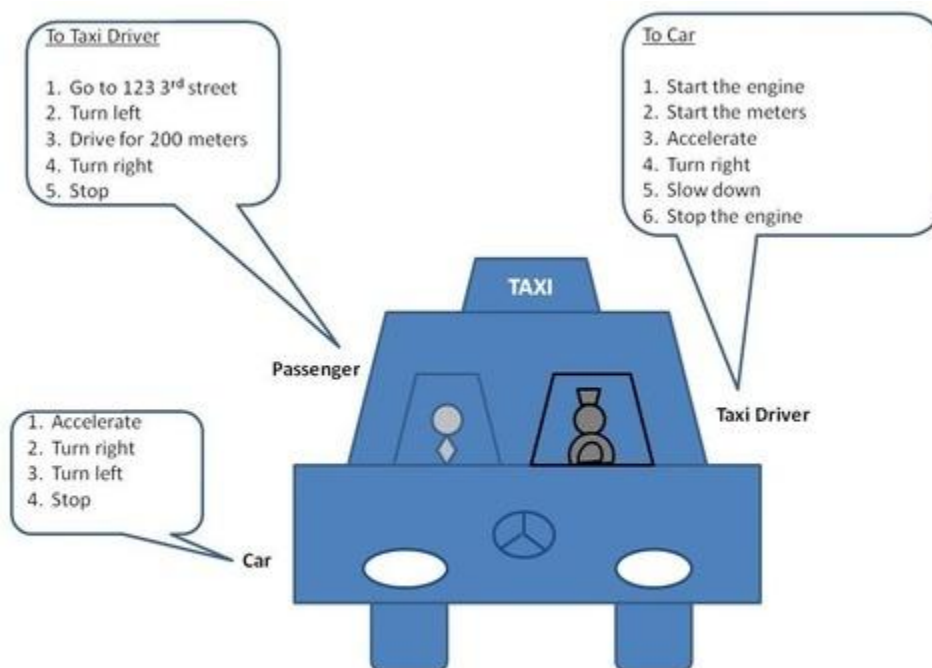 To Taxi Driver
1. Go to 123 3rd street
2. Turn left
3. Drive for 200 meters
4. Turn right
5. Stop
To Car
1. Start the engine
2. Start the meters
3. Accelerate
4. Turn right
5. Slow down
6. Stop the engine
TAXI
Passenger
Taxi Driver
1. Accelerate
2. Turn right
3. Turn left
4. Stop
Car